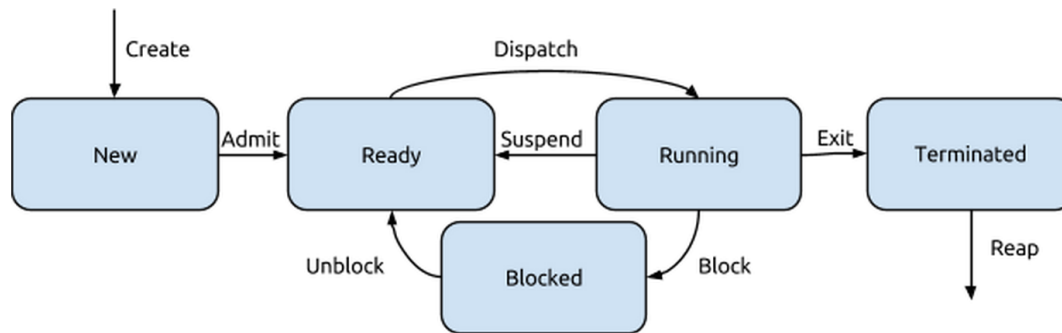 Create
Dispatch
New
Admit
Ready
Suspend
Running
Exit
Terminated
Unblock
Blocked
Block
Reap